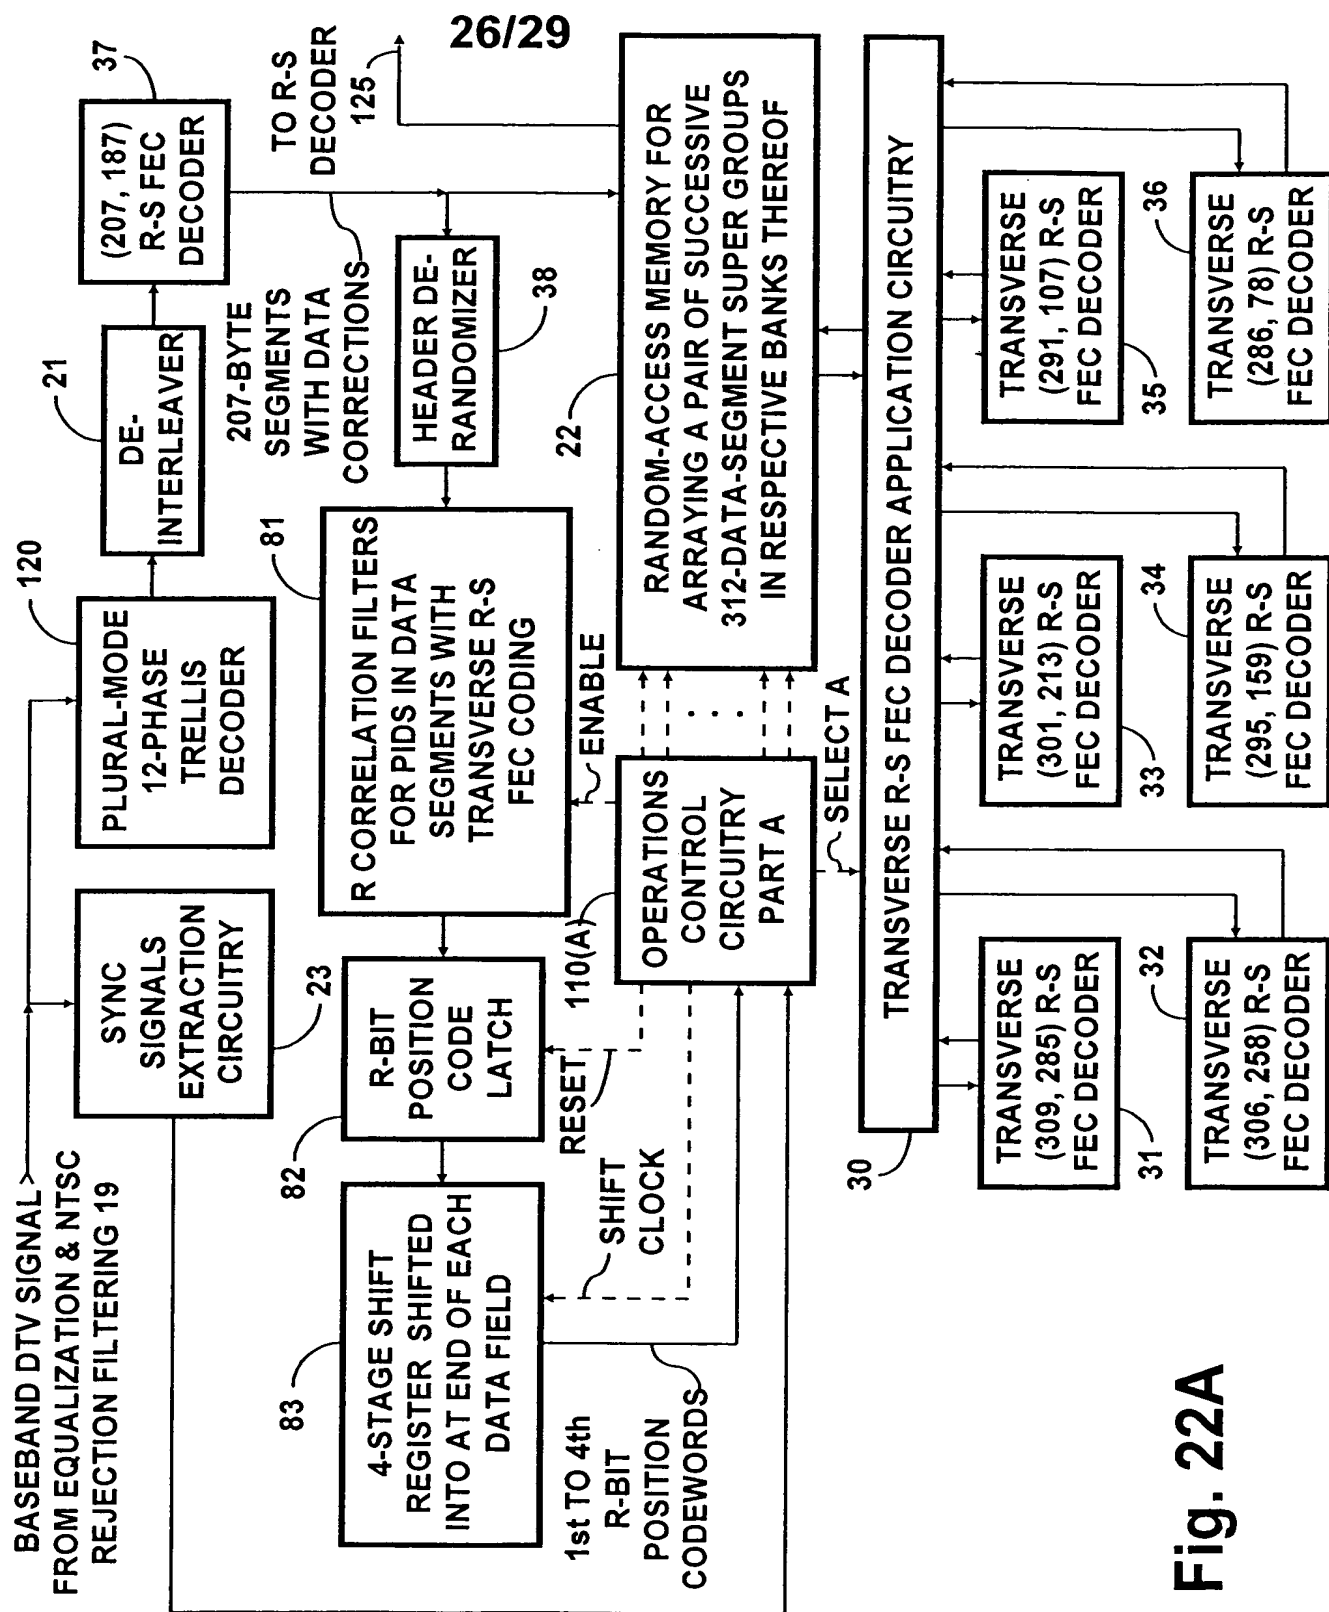 26/29
BASEBAND DTV SIGNAL
FROM EQUALIZATION & NTSC
REJECTION FILTERING 19
SYNC
SIGNALS
EXTRACTION
CIRCUITRY
23
PLURAL-MODE
12-PHASE
TRELLIS
DECODER
120
DE-
INTERLEAVER
21
(207, 187)
R-S FEC
DECODER
37
TO R-S
DECODER
125
207-BYTE
SEGMENTS
WITH DATA
CORRECTIONS
HEADER DE-
RANDOMIZER
38
R CORRELATION FILTERS
FOR PIDS IN DATA
SEGMENTS WITH
TRANSVERSE R-S
FEC CODING
81
R-BIT
POSITION
CODE
LATCH
82
4-STAGE SHIFT
REGISTER SHIFTED
INTO AT END OF EACH
DATA FIELD
83
1st TO 4th
R-BIT
POSITION
CODEWORDS
RESET
SHIFT
CLOCK
ENABLE
OPERATIONS
CONTROL
CIRCUITRY
PART A
110(A)
SELECT A
RANDOM-ACCESS MEMORY FOR
ARRAYING A PAIR OF SUCCESSIVE
312-DATA-SEGMENT SUPER GROUPS
IN RESPECTIVE BANKS THEREOF
22
TRANSVERSE R-S FEC DECODER APPLICATION CIRCUITRY
30
TRANSVERSE
(309, 285) R-S
FEC DECODER
31
TRANSVERSE
(306, 258) R-S
FEC DECODER
32
TRANSVERSE
(301, 213) R-S
FEC DECODER
33
TRANSVERSE
(295, 159) R-S
FEC DECODER
34
TRANSVERSE
(291, 107) R-S
FEC DECODER
35
TRANSVERSE
(286, 78) R-S
FEC DECODER
36
Fig. 22A